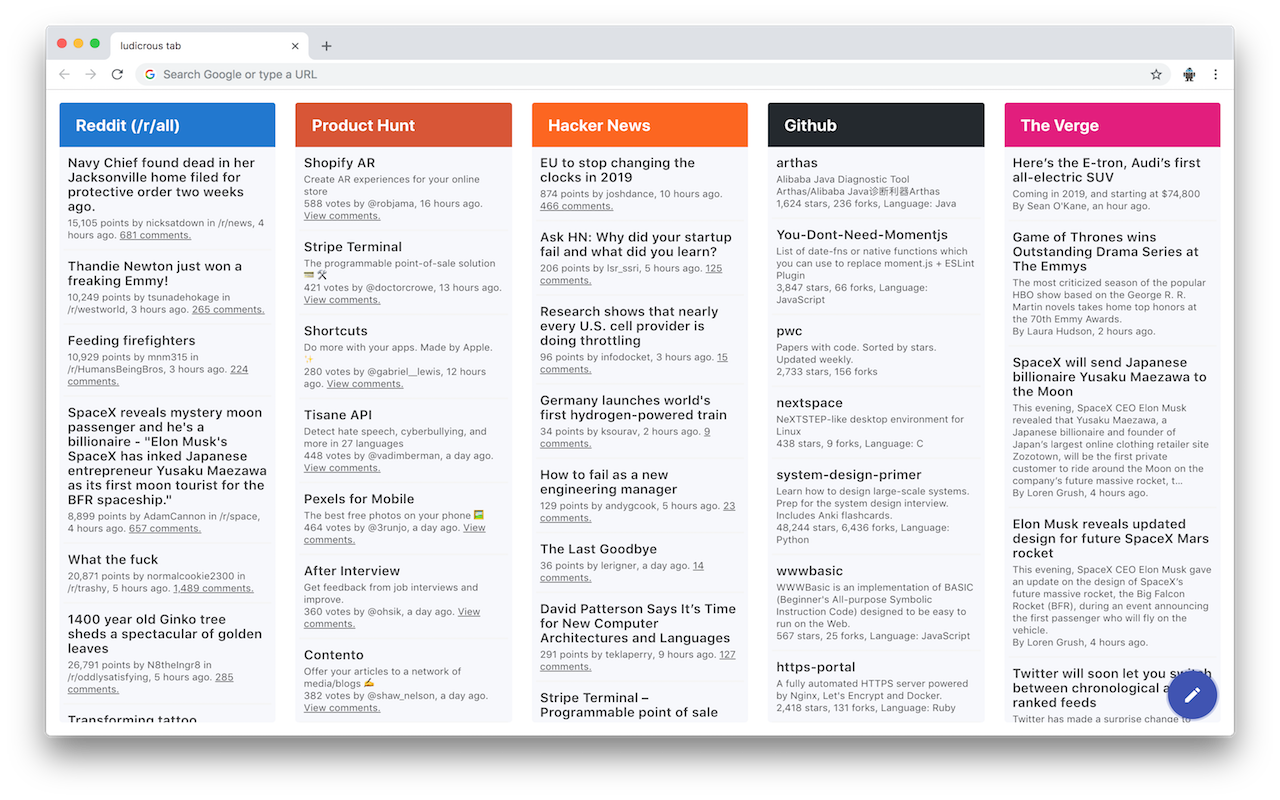 ludicrous tab
Search Google or type a URL
Reddit (/r/all)
Navy Chief found dead in her
Jacksonville home filed for
protective order two weeks
ago.
15,105 points by nicksatdown in /r/news, 4
hours ago. 681 comments.
Thandie Newton just won a
freaking Emmy!
10,249 points by tsunadehokage in
/r/westworld, 3 hours ago. 265 comments.
Feeding firefighters
10,929 points by mnm315 in
/r/HumansBeingBros, 3 hours ago. 224
comments.
SpaceX reveals mystery moon
passenger and he's a
billionaire - "Elon Musk's
SpaceX has inked Japanese
entrepreneur Yusaku Maezawa
as its first moon tourist for the
BFR spaceship."
8,899 points by AdamCannon in /r/space,
4 hours ago. 657 comments.
What the fuck
20,871 points by normalcookie2300 in
/r/trashy, 5 hours ago. 1,489 comments.
1400 year old Ginko tree
sheds a spectacular of golden
leaves
26,791 points by N8theIngr8 in
/r/oddlysatisfying, 5 hours ago. 285
comments.
Transforming tattoo
Product Hunt
Shopify AR
Create AR experiences for your online
store
588 votes by @robjama, 16 hours ago.
View comments.
Stripe Terminal
The programmable point-of-sale solution
💳 🛠
421 votes by @doctorcrowe, 13 hours ago.
View comments.
Shortcuts
Do more with your apps. Made by Apple.
✨
280 votes by @gabriel__lewis, 12 hours
ago. View comments.
Tisane API
Detect hate speech, cyberbullying, and
more in 27 languages
448 votes by @vadimberman, a day ago.
View comments.
Pexels for Mobile
The best free photos on your phone 🖼
464 votes by @3runjo, a day ago. View
comments.
After Interview
Get feedback from job interviews and
improve.
360 votes by @ohsik, a day ago. View
comments.
Contento
Offer your articles to a network of
media/blogs ✍
382 votes by @shaw_nelson, a day ago.
View comments.
Hacker News
EU to stop changing the
clocks in 2019
874 points by joshdance, 10 hours ago.
466 comments.
Ask HN: Why did your startup
fail and what did you learn?
206 points by lsr_ssri, 5 hours ago. 125
comments.
Research shows that nearly
every U.S. cell provider is
doing throttling
96 points by infodocket, 3 hours ago. 15
comments.
Germany launches world's
first hydrogen-powered train
34 points by ksourav, 2 hours ago. 9
comments.
How to fail as a new
engineering manager
129 points by andygcook, 5 hours ago. 23
comments.
The Last Goodbye
36 points by lerigner, a day ago. 14
comments.
David Patterson Says It's Time
for New Computer
Architectures and Languages
291 points by teklaperry, 9 hours ago. 127
comments.
Stripe Terminal –
Programmable point of sale
Github
arthas
Alibaba Java Diagnostic Tool
Arthas/Alibaba Java诊断利器Arthas
1,624 stars, 236 forks, Language: Java
You-Dont-Need-Momentjs
List of date-fns or native functions which
you can use to replace moment.js + ESLint
Plugin
3,847 stars, 66 forks, Language:
JavaScript
pwc
Papers with code. Sorted by stars.
Updated weekly.
2,733 stars, 156 forks
nextspace
NeXTSTEP-like desktop environment for
Linux
438 stars, 9 forks, Language: C
system-design-primer
Learn how to design large-scale systems.
Prep for the system design interview.
Includes Anki flashcards.
48,244 stars, 6,436 forks, Language:
Python
wwwbasic
WWWBasic is an implementation of BASIC
(Beginner's All-purpose Symbolic
Instruction Code) designed to be easy to
run on the Web.
567 stars, 25 forks, Language: JavaScript
https-portal
A fully automated HTTPS server powered
by Nginx, Let's Encrypt and Docker.
2,418 stars, 131 forks, Language: Ruby
The Verge
Here's the E-tron, Audi's first
all-electric SUV
Coming in 2019, and starting at $74,800
By Sean O'Kane, an hour ago.
Game of Thrones wins
Outstanding Drama Series at
The Emmys
The most criticized season of the popular
HBO show based on the George R. R.
Martin novels takes home top honors at
the 70th Emmy Awards.
By Laura Hudson, 2 hours ago.
SpaceX will send Japanese
billionaire Yusaku Maezawa to
the Moon
This evening, SpaceX CEO Elon Musk
revealed that Yusaku Maezawa, a
Japanese billionaire and founder of
Japan's largest online clothing retailer site
Zozotown, will be the first private
customer to ride around the Moon on the
company's future massive rocket, t...
By Loren Grush, 4 hours ago.
Elon Musk reveals updated
design for future SpaceX Mars
rocket
This evening, SpaceX CEO Elon Musk gave
an update on the design of SpaceX's
future massive rocket, the Big Falcon
Rocket (BFR), during an event announcing
the first passenger who will fly on the
vehicle.
By Loren Grush, 4 hours ago.
Twitter will soon let you switch
between chronological
ranked feeds
Twitter has made a surprise change to